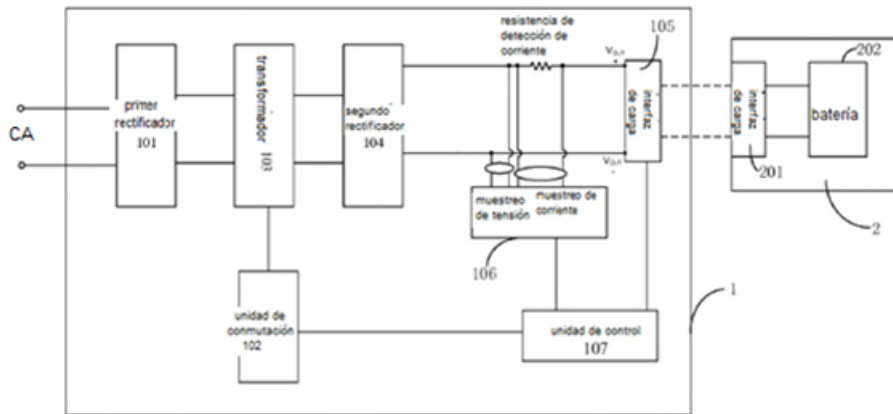 CA
primer
rectificador
101
transformador
103
segundo
rectificador
104
resistencia de
detección de
corriente
+
105
interfaz
de carga
-
muestreo
de tensión
muestreo de
corriente
106
unidad de
conmutación
102
unidad de control
107
1
interfaz
de carga
201
202
batería
2